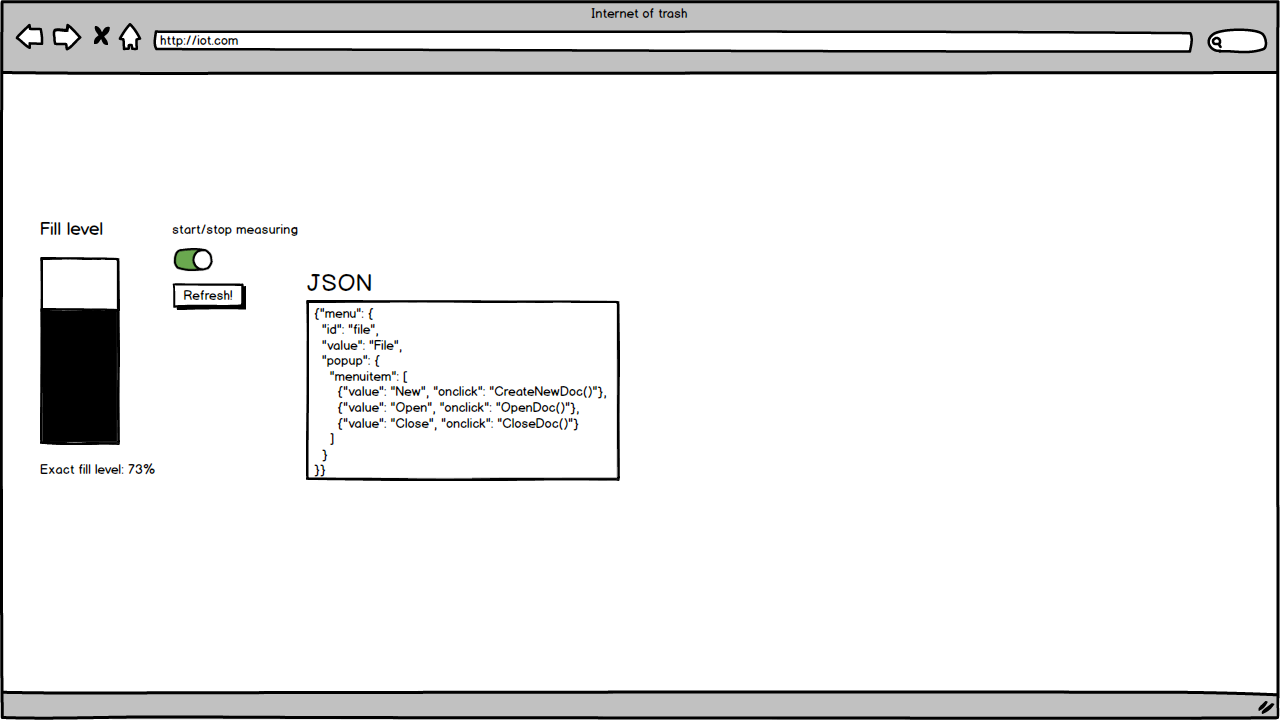 Internet of trash
http://iot.com
Fill level
start/stop measuring
Refresh!
JSON
{"menu": {
"id": "file",
"value": "File",
"popup": {
"menuitem": [
{"value": "New", "onclick": "CreateNewDoc()"},
{"value": "Open", "onclick": "OpenDoc()"},
{"value": "Close", "onclick": "CloseDoc()"}
]
}
}}
Exact fill level: 73%